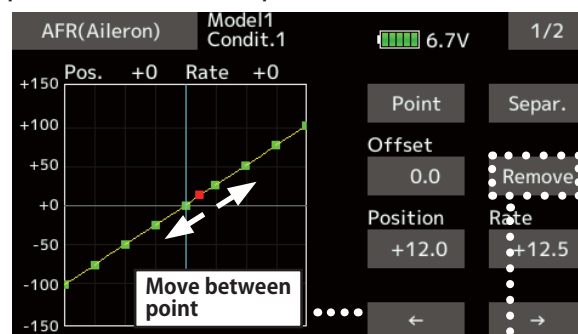 AFR(Aileron)
Model1
Condit.1
6.7V
1/2
Pos. +0 Rate +0
+150
+100
+50
+0
-50
-100
-150
Point
Separ.
Offset
0.0
Remove
Position
Rate
+12.0
+12.5
Move between
point
← →